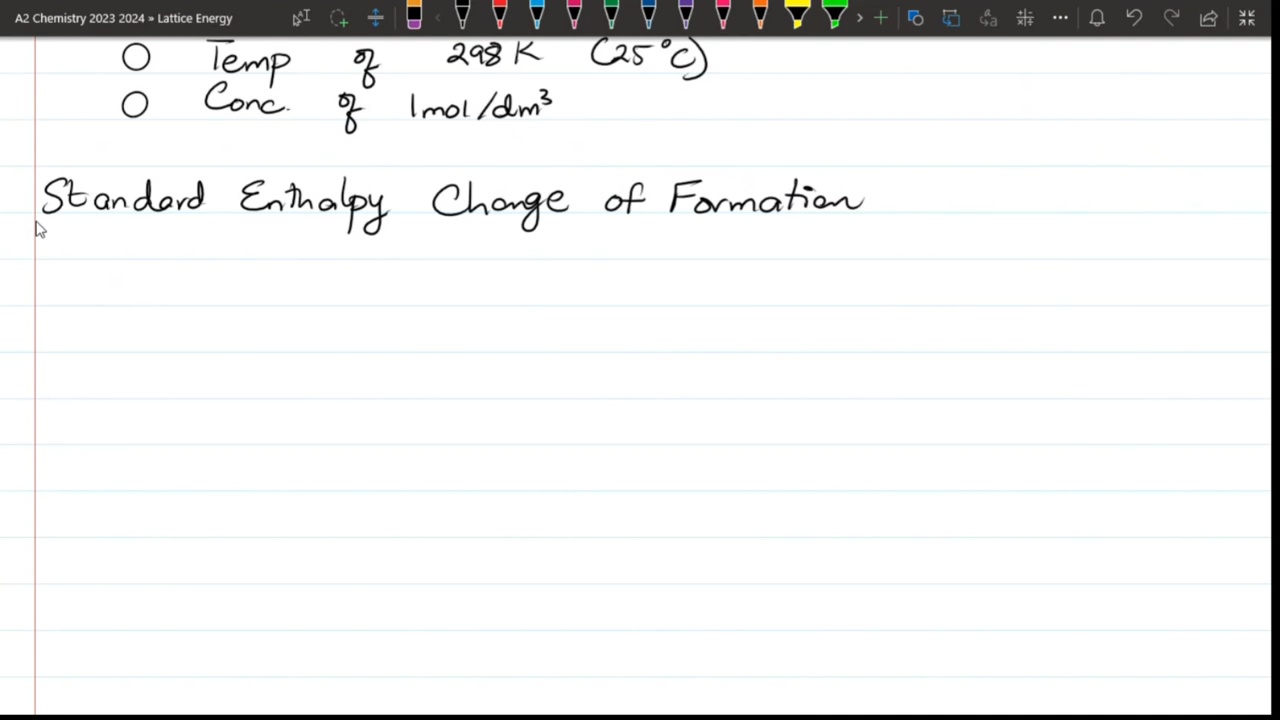 A2 Chemistry 2023 2024 » Lattice Energy
○ Temp of 298 K (25°C)
○ Conc. of 1mol/dm³
Standard Enthalpy Change of Formation